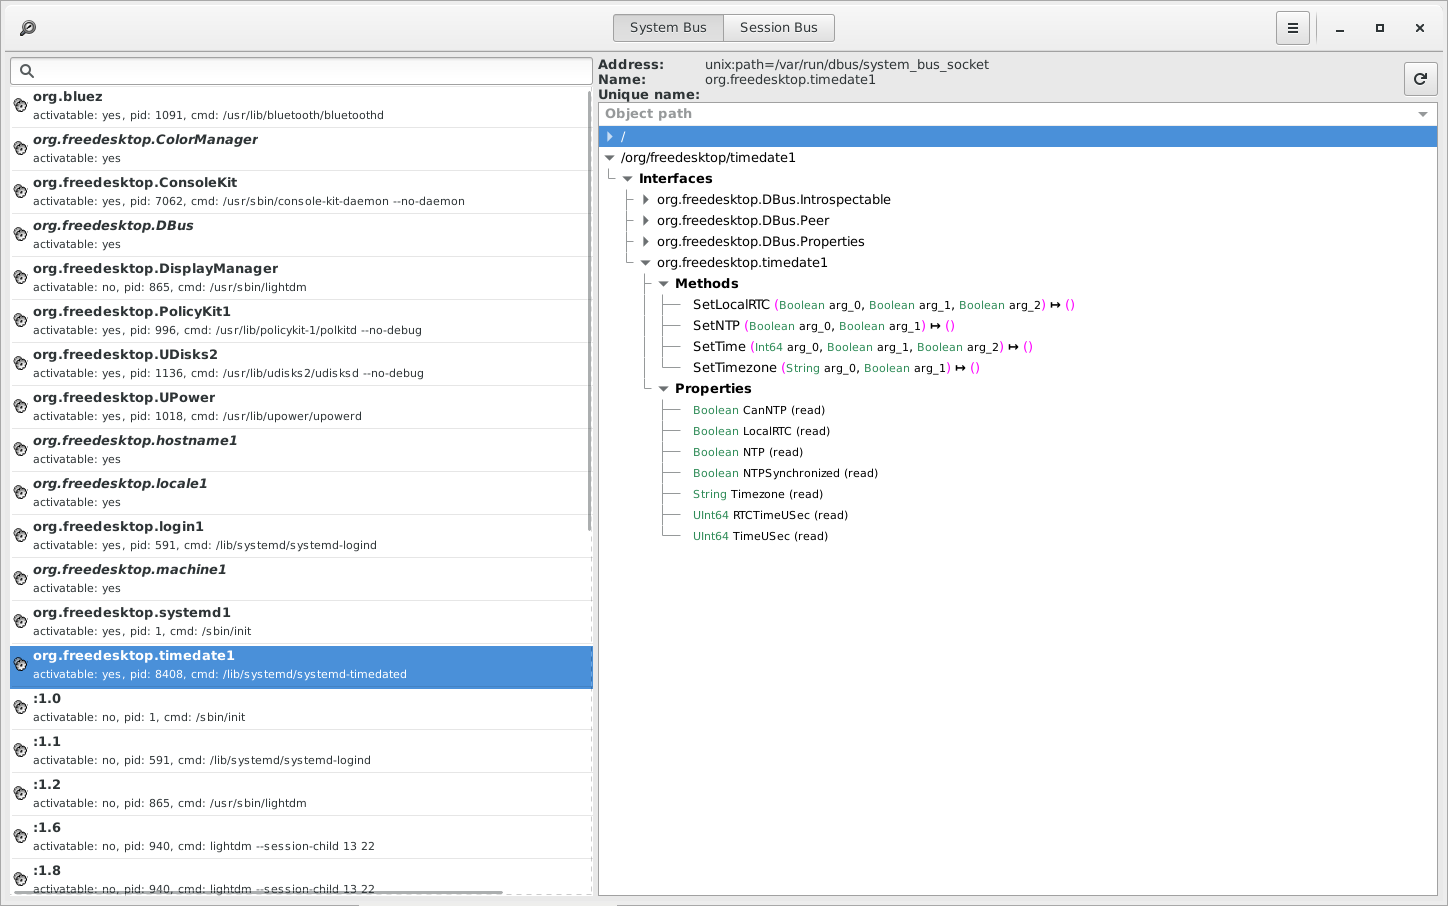 System Bus
Session Bus
org.bluez
activatable: yes, pid: 1091, cmd: /usr/lib/bluetooth/bluetoothd
org.freedesktop.ColorManager
activatable: yes
org.freedesktop.ConsoleKit
activatable: yes, pid: 7062, cmd: /usr/sbin/console-kit-daemon --no-daemon
org.freedesktop.DBus
activatable: yes
org.freedesktop.DisplayManager
activatable: no, pid: 865, cmd: /usr/sbin/lightdm
org.freedesktop.PolicyKit1
activatable: yes, pid: 996, cmd: /usr/lib/policykit-1/polkitd --no-debug
org.freedesktop.UDisks2
activatable: yes, pid: 1136, cmd: /usr/lib/udisks2/udisksd --no-debug
org.freedesktop.UPower
activatable: yes, pid: 1018, cmd: /usr/lib/upower/upowerd
org.freedesktop.hostname1
activatable: yes
org.freedesktop.locale1
activatable: yes
org.freedesktop.login1
activatable: yes, pid: 591, cmd: /lib/systemd/systemd-logind
org.freedesktop.machine1
activatable: yes
org.freedesktop.systemd1
activatable: yes, pid: 1, cmd: /sbin/init
org.freedesktop.timedate1
activatable: yes, pid: 8408, cmd: /lib/systemd/systemd-timedated
:1.0
activatable: no, pid: 1, cmd: /sbin/init
:1.1
activatable: no, pid: 591, cmd: /lib/systemd/systemd-logind
:1.2
activatable: no, pid: 865, cmd: /usr/sbin/lightdm
:1.6
activatable: no, pid: 940, cmd: lightdm --session-child 13 22
:1.8
activatable: no, pid: 940, cmd: lightdm --session-child 13 22
Address: unix:path=/var/run/dbus/system_bus_socket
Name: org.freedesktop.timedate1
Unique name:
Object path
/
/org/freedesktop/timedate1
Interfaces
org.freedesktop.DBus.Introspectable
org.freedesktop.DBus.Peer
org.freedesktop.DBus.Properties
org.freedesktop.timedate1
Methods
SetLocalRTC (Boolean arg_0, Boolean arg_1, Boolean arg_2) ↦ ()
SetNTP (Boolean arg_0, Boolean arg_1) ↦ ()
SetTime (Int64 arg_0, Boolean arg_1, Boolean arg_2) ↦ ()
SetTimezone (String arg_0, Boolean arg_1) ↦ ()
Properties
Boolean CanNTP (read)
Boolean LocalRTC (read)
Boolean NTP (read)
Boolean NTPSynchronized (read)
String Timezone (read)
UInt64 RTCTimeUSec (read)
UInt64 TimeUSec (read)